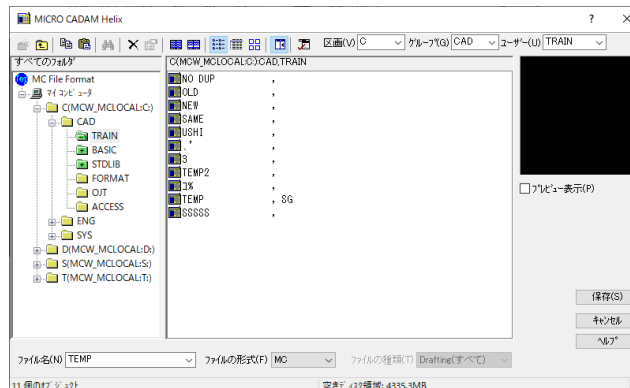 MICRO CADAM Helix
区画(V) C ｸﾞﾙｰﾌﾟ(G) CAD ﾕｰｻﾞｰ(U) TRAIN
すべてのﾌｫﾙﾀﾞ
C(MCW_MCLOCAL:C:).CAD,TRAIN
MC File Format
ﾏｲ ｺﾝﾋﾟｭｰﾀ
C(MCW_MCLOCAL:C:)
CAD
TRAIN
BASIC
STDLIB
FORMAT
OJT
ACCESS
ENG
SYS
D(MCW_MCLOCAL:D:)
S(MCW_MCLOCAL:S:)
T(MCW_MCLOCAL:T:)
NO DUP ,
OLD ,
NEW ,
SAME ,
USHI ,
.' ,
3 ,
TEMP2 ,
ｺ% ,
TEMP , SG
SSSSS ,
ﾌﾟﾚﾋﾞｭｰ表示(P)
保存(S)
ｷｬﾝｾﾙ
ﾍﾙﾌﾟ
ﾌｧｲﾙ名(N) TEMP ﾌｧｲﾙの形式(F) MC ﾌｧｲﾙの種類(T) Drafting(すべて)
11 個のｵﾌﾞｼﾞｪｸﾄ 空きﾃﾞｨｽｸ領域: 4335.3MB